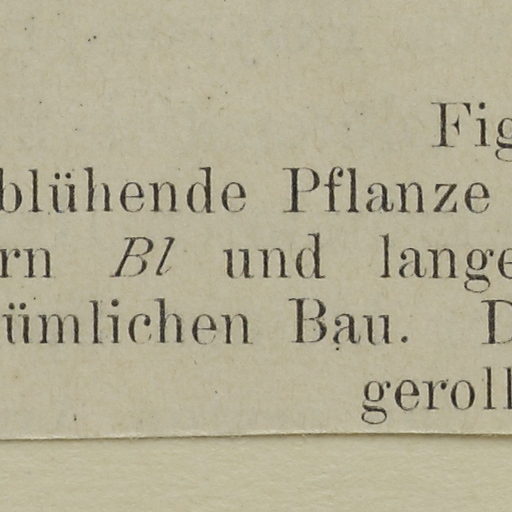 Fig
blühende Pflanze
rn Bl und lange
ümlichen Bau. D
geroll